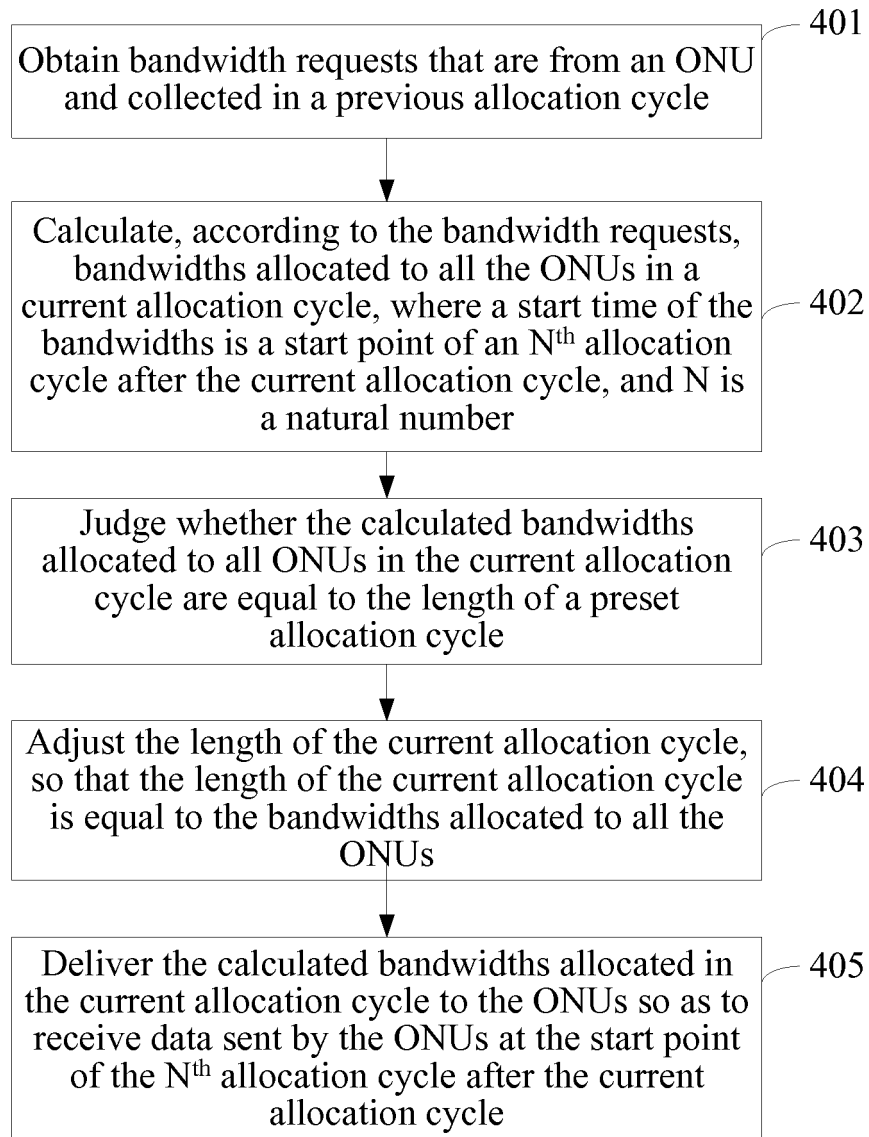 401
Obtain bandwidth requests that are from an ONU
and collected in a previous allocation cycle
Calculate, according to the bandwidth requests,
bandwidths allocated to all the ONUs in a
current allocation cycle, where a start time of the
bandwidths is a start point of an Nth allocation
cycle after the current allocation cycle, and N is
a natural number
402
Judge whether the calculated bandwidths
allocated to all ONUs in the current allocation
cycle are equal to the length of a preset
allocation cycle
403
Adjust the length of the current allocation cycle,
so that the length of the current allocation cycle
is equal to the bandwidths allocated to all the
ONUs
404
Deliver the calculated bandwidths allocated in
the current allocation cycle to the ONUs so as to
receive data sent by the ONUs at the start point
of the Nth allocation cycle after the current
allocation cycle
405